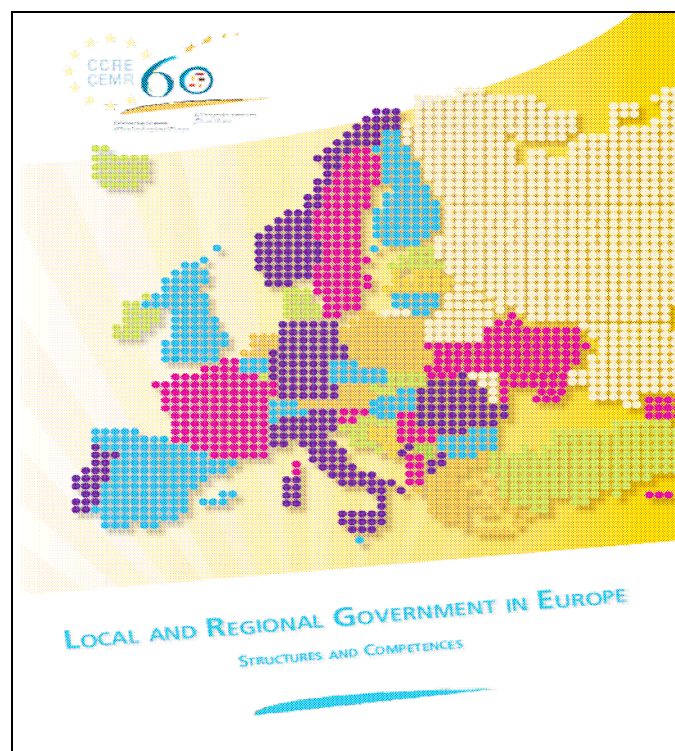 CCRE
CEMR
60
LOCAL AND REGIONAL GOVERNMENT IN EUROPE
STRUCTURES AND COMPETENCES